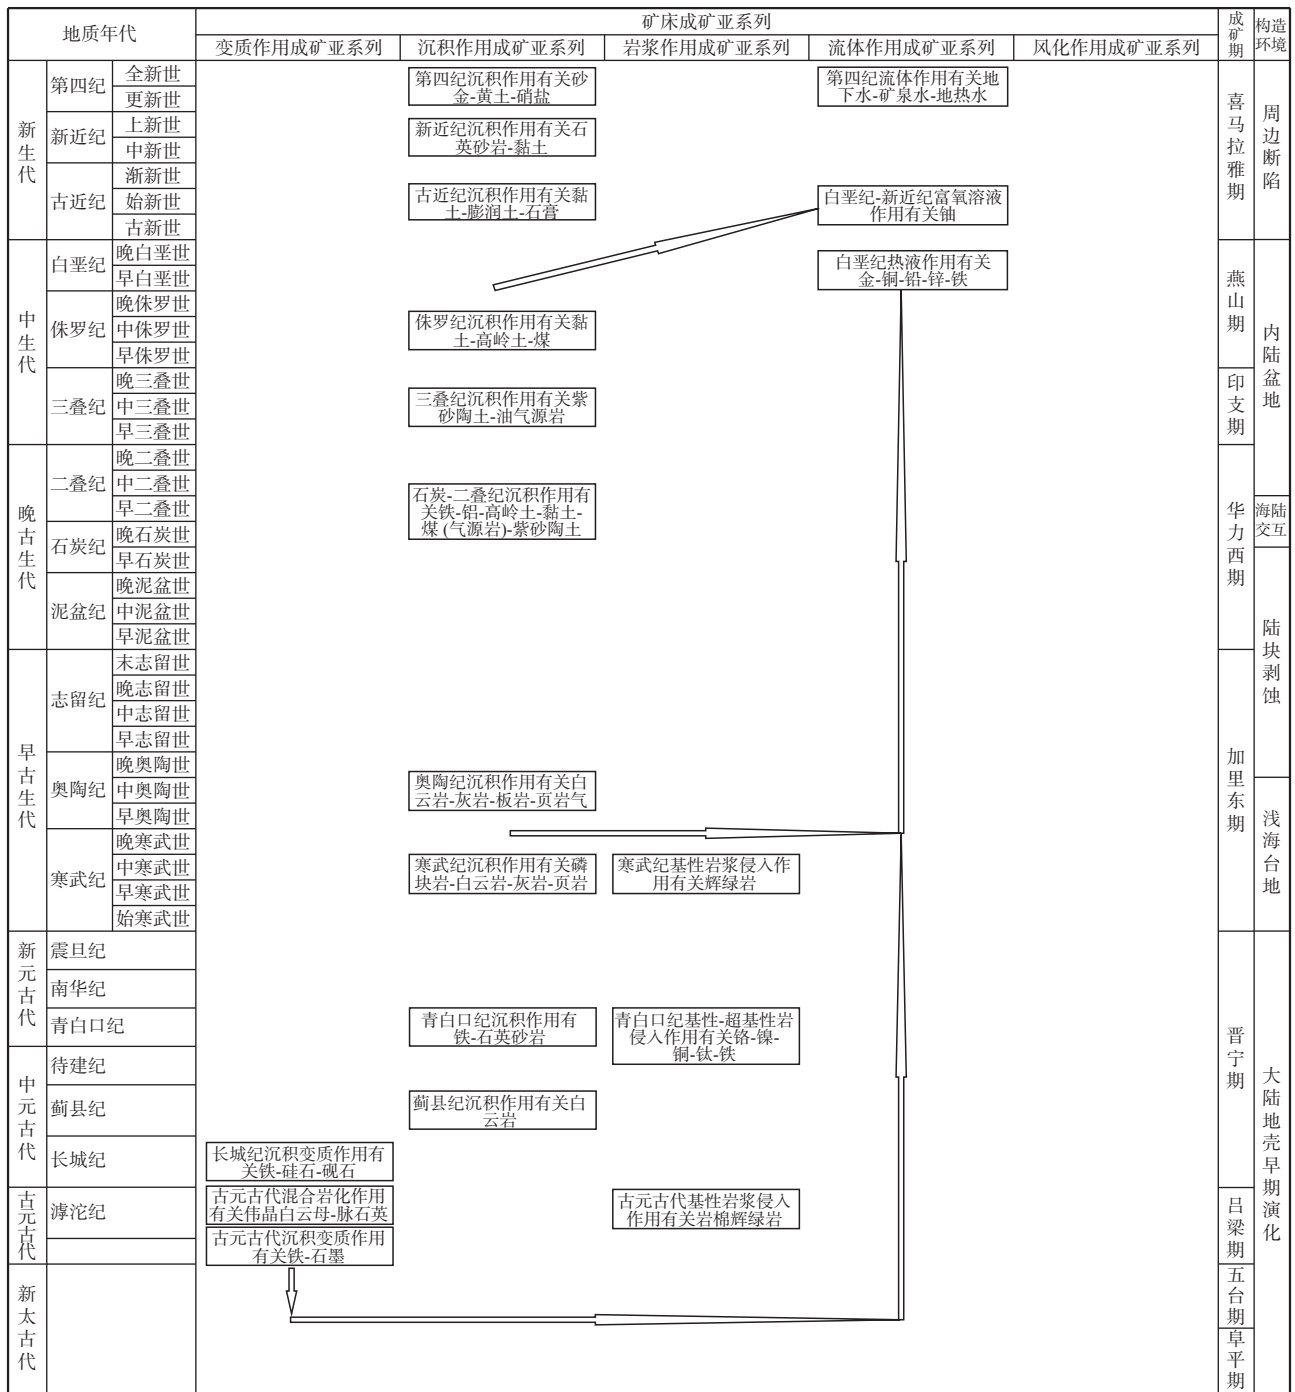 地质年代
矿床成矿亚系列
成矿期
构造环境
变质作用成矿亚系列
沉积作用成矿亚系列
岩浆作用成矿亚系列
流体作用成矿亚系列
风化作用成矿亚系列
新生代
第四纪
全新世
更新世
新近纪
上新世
中新世
古近纪
渐新世
始新世
古新世
中生代
白垩纪
晚白垩世
早白垩世
侏罗纪
晚侏罗世
中侏罗世
早侏罗世
三叠纪
晚三叠世
中三叠世
早三叠世
晚古生代
二叠纪
晚二叠世
中二叠世
早二叠世
石炭纪
晚石炭世
早石炭世
泥盆纪
晚泥盆世
中泥盆世
早泥盆世
早古生代
志留纪
末志留世
晚志留世
中志留世
早志留世
奥陶纪
晚奥陶世
中奥陶世
早奥陶世
寒武纪
晚寒武世
中寒武世
早寒武世
始寒武世
新元古代
震旦纪
南华纪
青白口纪
中元古代
待建纪
蓟县纪
长城纪
古元古代
滹沱纪
新太古代
长城纪沉积变质作用有
关铁-硅石-砚石
古元古代混合岩化作用
有关伟晶白云母-脉石英
古元古代沉积变质作用
有关铁-石墨
第四纪沉积作用有关砂
金-黄土-硝盐
新近纪沉积作用有关石
英砂岩-黏土
古近纪沉积作用有关黏
土-膨润土-石膏
侏罗纪沉积作用有关黏
土-高岭土-煤
三叠纪沉积作用有关紫
砂陶土-油气源岩
石炭-二叠纪沉积作用有
关铁-铝-高岭土-黏土-
煤 (气源岩)-紫砂陶土
奥陶纪沉积作用有关白
云岩-灰岩-板岩-页岩气
寒武纪沉积作用有关磷
块岩-白云岩-灰岩-页岩
青白口纪沉积作用有
铁-石英砂岩
蓟县纪沉积作用有关白
云岩
寒武纪基性岩浆侵入作
用有关辉绿岩
青白口纪基性-超基性岩
侵入作用有关铬-镍-
铜-钛-铁
古元古代基性岩浆侵入
作用有关岩棉辉绿岩
第四纪流体作用有关地
下水-矿泉水-地热水
白垩纪-新近纪富氧溶液
作用有关铀
白垩纪热液作用有关
金-铜-铅-锌-铁
喜马拉雅期
燕山期
印支期
华力西期
加里东期
晋宁期
吕梁期
五台期
阜平期
周边断陷
内陆盆地
海陆
交互
陆块剥蚀
浅海台地
大陆地壳早期演化